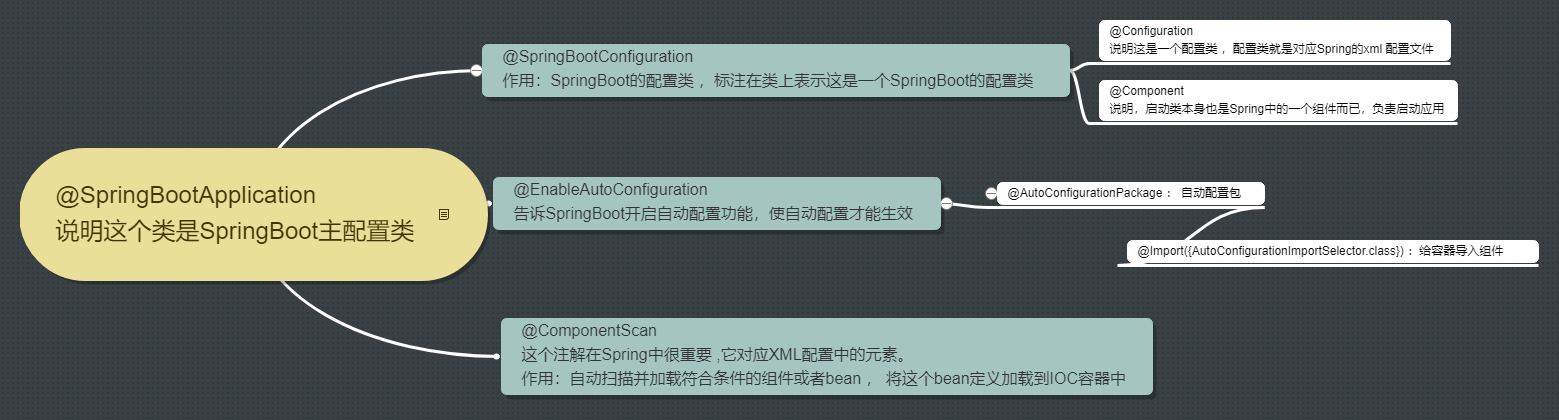 @SpringBootApplication
说明这个类是SpringBoot主配置类
@SpringBootConfiguration
作用：SpringBoot的配置类 ，标注在类上表示这是一个SpringBoot的配置类
@Configuration
说明这是一个配置类 ，配置类就是对应Spring的xml 配置文件
@Component
说明，启动类本身也是Spring中的一个组件而已，负责启动应用
@EnableAutoConfiguration
告诉SpringBoot开启自动配置功能，使自动配置才能生效
@AutoConfigurationPackage ： 自动配置包
@Import({AutoConfigurationImportSelector.class}) ：给容器导入组件
@ComponentScan
这个注解在Spring中很重要 ,它对应XML配置中的元素。
作用：自动扫描并加载符合条件的组件或者bean ， 将这个bean定义加载到IOC容器中